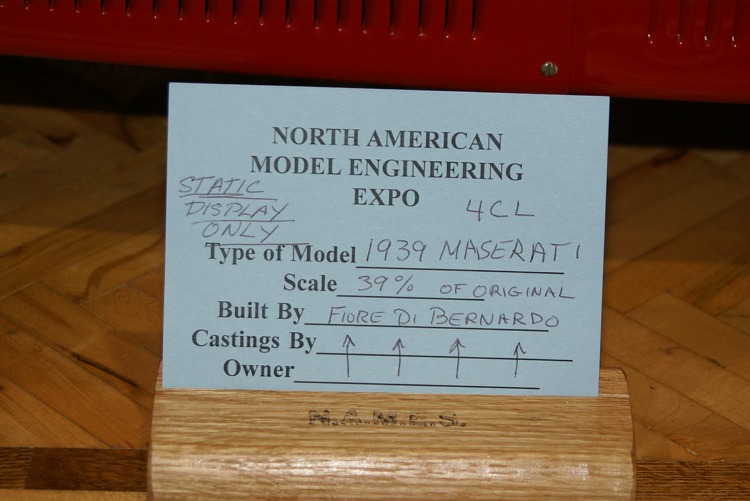 NORTH AMERICAN
MODEL ENGINEERING
EXPO
STATIC
DISPLAY
ONLY
4CL
Type of Model 1939 MASERATI
Scale 39% OF ORIGINAL
Built By FIORE DI BERNARDO
Castings By
Owner
N.A.M.E.S.